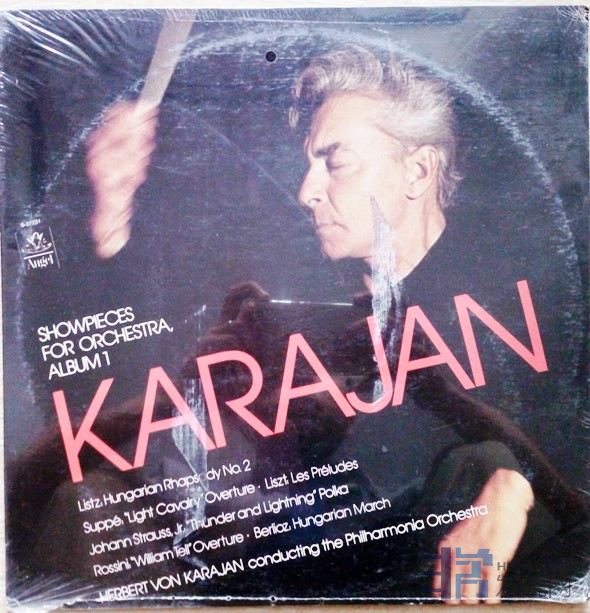 S-37231
Angel
SHOWPIECES
FOR ORCHESTRA,
ALBUM 1
KARAJAN
Listz, Hungarian Rhapsody No. 2
Suppé, "Light Cavalry" Overture · Liszt, Les Préludes
Johann Strauss, Jr., "Thunder and Lightning" Polka
Rossini, "William Tell" Overture · Berlioz, Hungarian March
HERBERT VON KARAJAN conducting the Philharmonia Orchestra